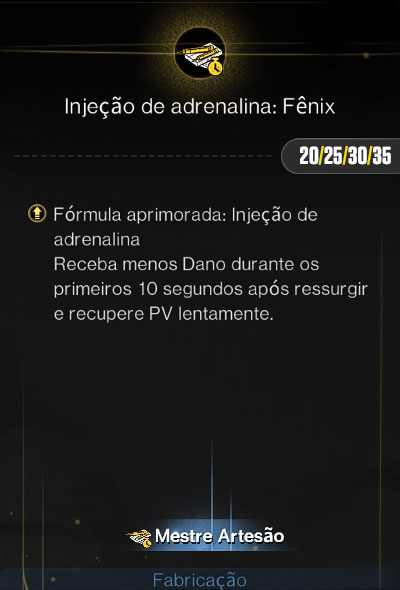 Injeção de adrenalina: Fênix
20/25/30/35
Fórmula aprimorada: Injeção de
adrenalina
Receba menos Dano durante os
primeiros 10 segundos após ressurgir
e recupere PV lentamente.
Mestre Artesão
Fabricação